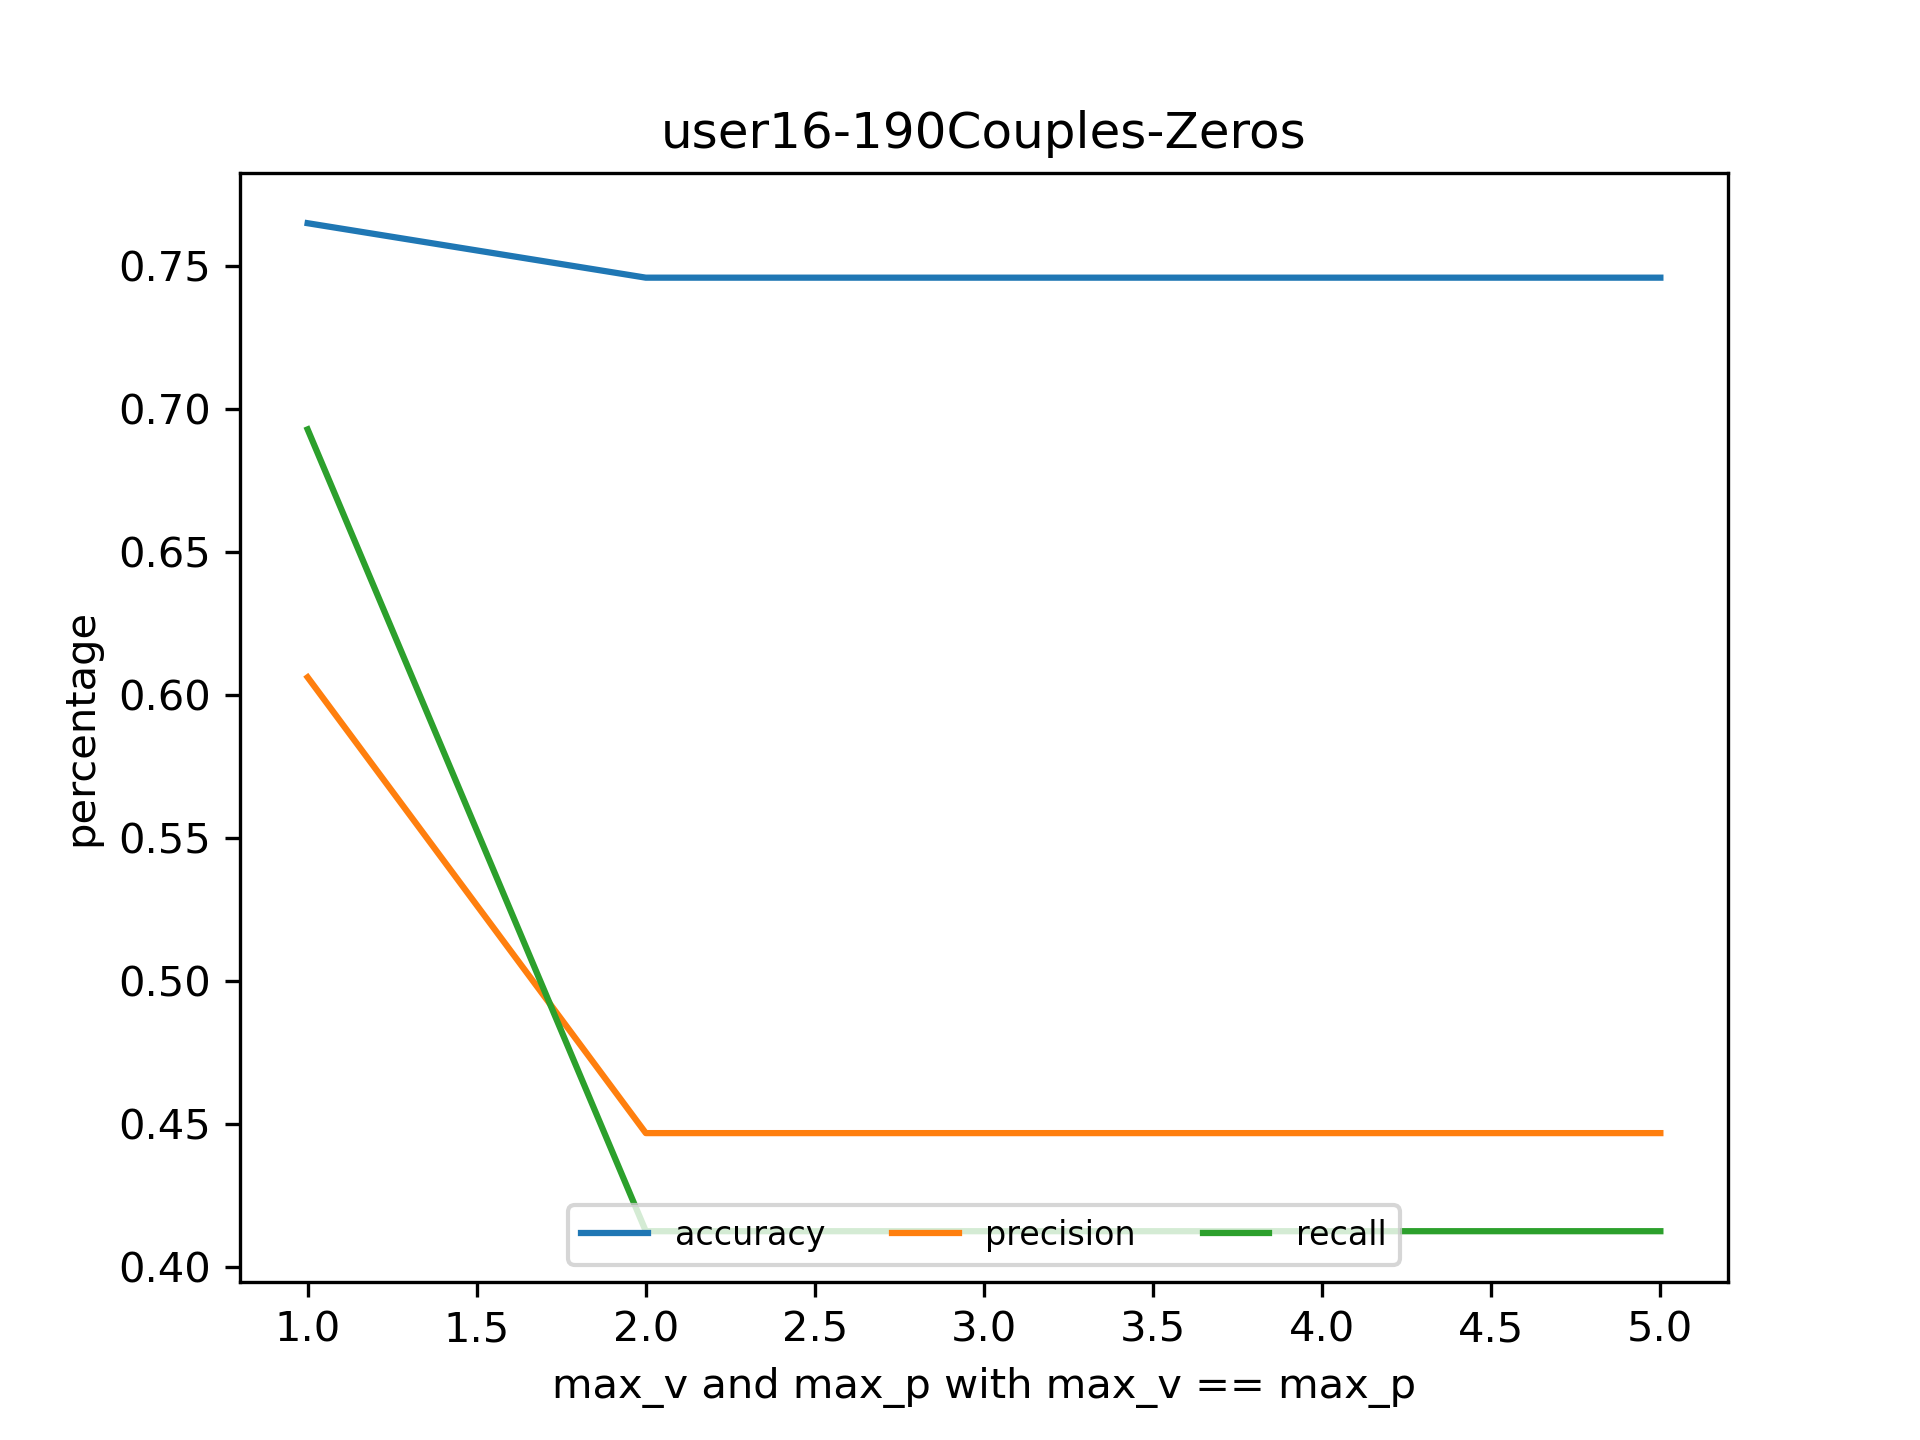 user16-190Couples-Zeros
percentage
0.75
0.70
0.65
0.60
0.55
0.50
0.45
0.40
accuracy precision recall
1.0 1.5 2.0 2.5 3.0 3.5 4.0 4.5 5.0
max_v and max_p with max_v == max_p